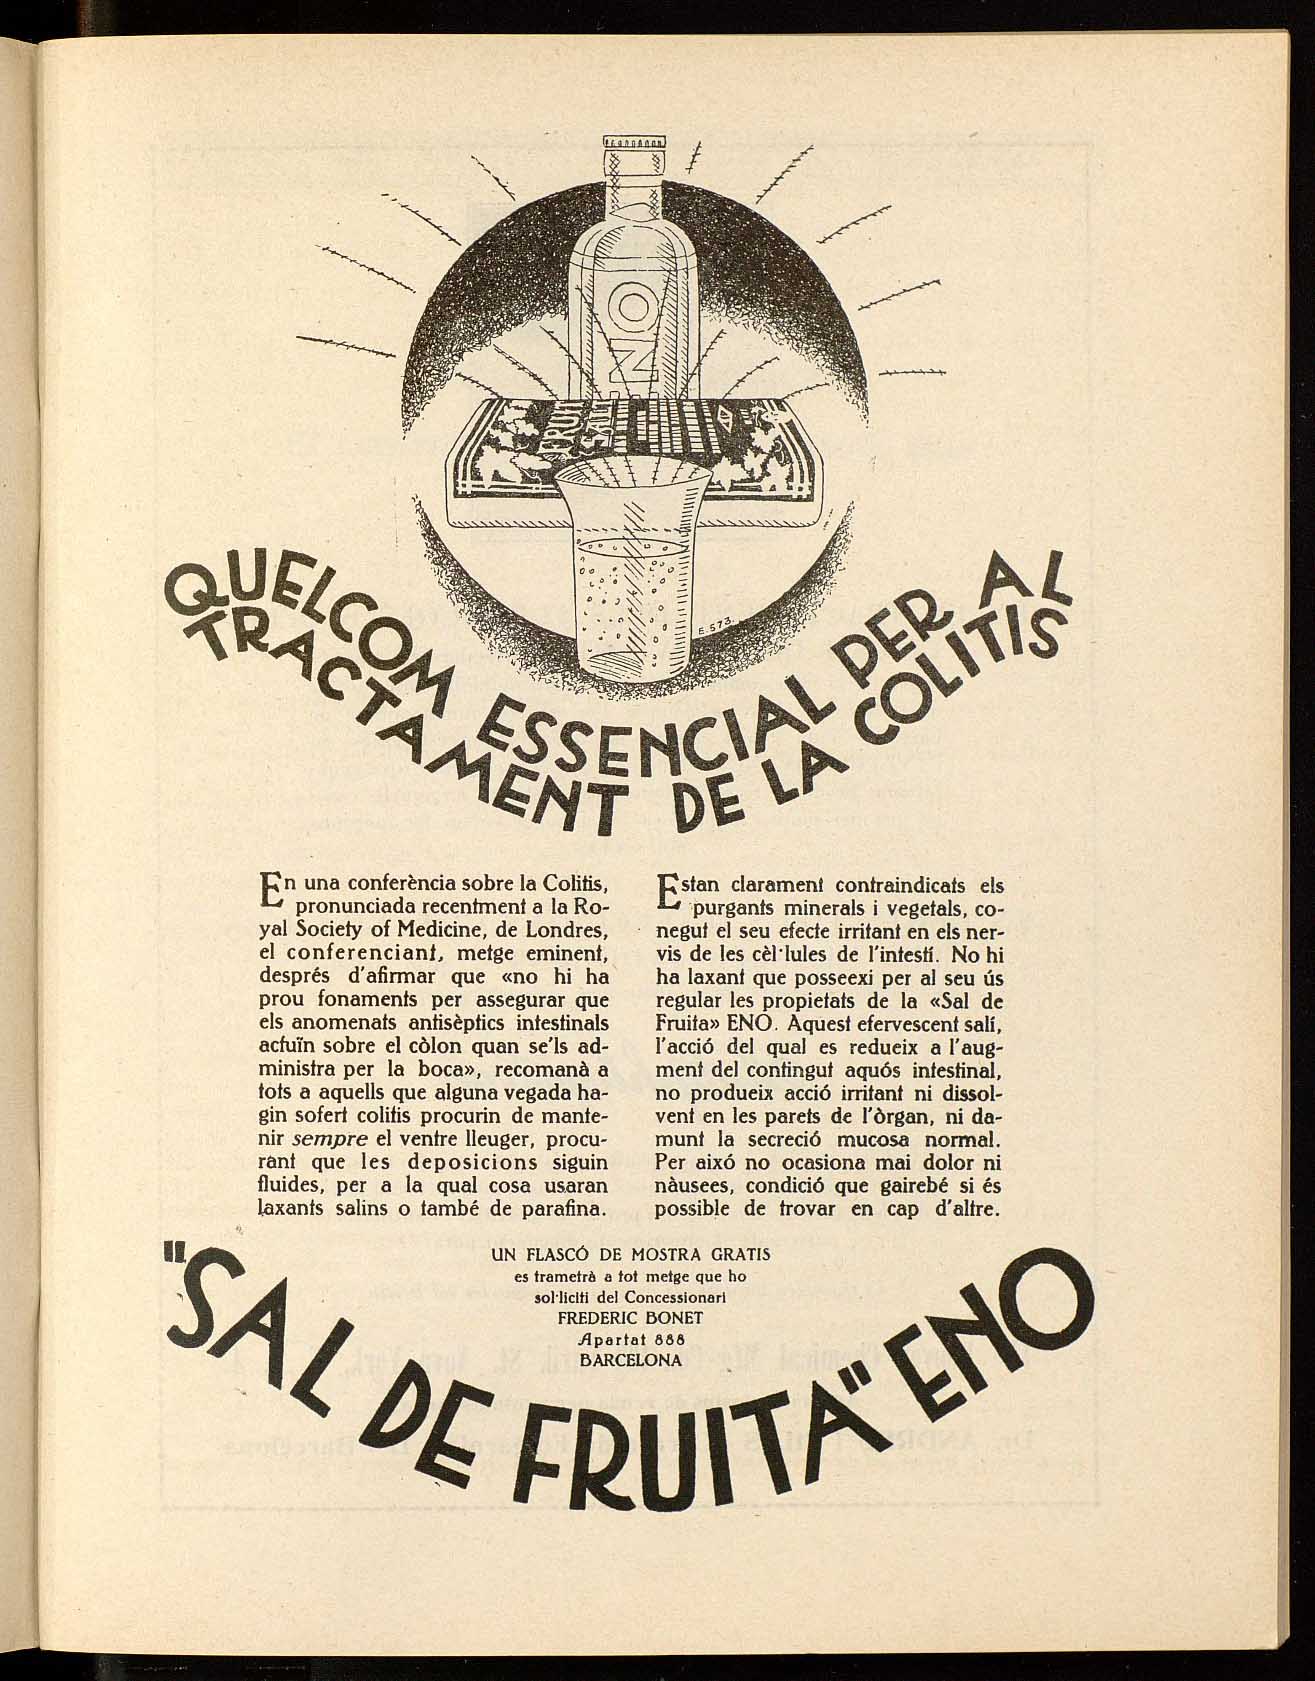 ENO
FRUIT
SALT
E-573.
QUELCOM ESSENCIAL PER AL
TRACTAMENT DE LA COLITIS
En una conferència sobre la Colitis,
pronunciada recentment a la Ro-
yal Society of Medicine, de Londres,
el conferenciant, metge eminent,
després d'afirmar que «no hi ha
prou fonaments per assegurar que
els anomenats antisèptics intestinals
actuïn sobre el còlon quan se'ls ad-
ministra per la boca», recomanà a
tots a aquells que alguna vegada ha-
gin sofert colitis procurin de mante-
nir sempre el ventre lleuger, procu-
rant que les deposicions siguin
fluides, per a la qual cosa usaran
laxants salins o també de parafina.
Estan clarament contraindicats els
purgants minerals i vegetals, co-
negut el seu efecte irritant en els ner-
vis de les cèl·lules de l'intestí. No hi
ha laxant que posseexi per al seu ús
regular les propietats de la «Sal de
Fruita» ENO. Aquest efervescent salí,
l'acció del qual es redueix a l'aug-
ment del contingut aquós intestinal,
no produeix acció irritant ni dissol-
vent en les parets de l'òrgan, ni da-
munt la secreció mucosa normal.
Per aixó no ocasiona mai dolor ni
nàusees, condició que gairebé si és
possible de trovar en cap d'altre.
UN FLASCÓ DE MOSTRA GRATIS
es trametrà a tot metge que ho
sol·liciti del Concessionari
FREDERIC BONET
Apartat 888
BARCELONA
"SAL DE FRUITA" ENO